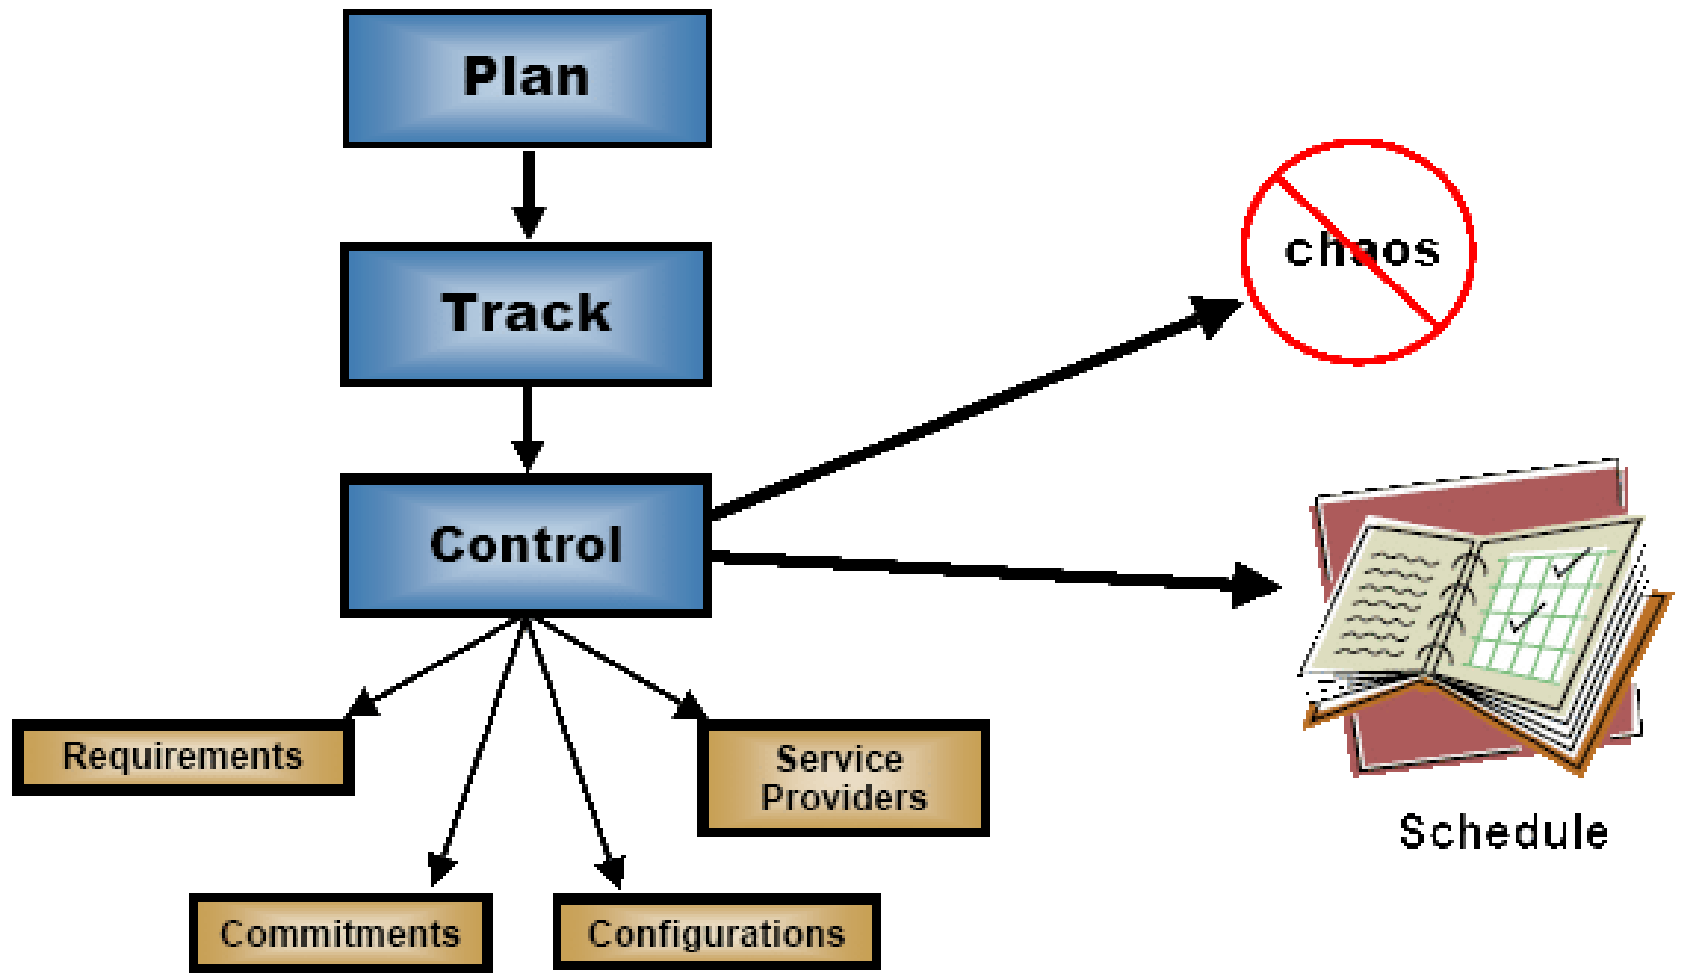 Plan
Track
Control
chaos
Schedule
Requirements
Service
Providers
Commitments
Configurations